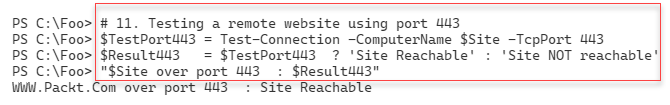 PS C:\Foo> # 11. Testing a remote website using port 443
PS C:\Foo> $TestPort443 = Test-Connection -ComputerName $Site -TcpPort 443
PS C:\Foo> $Result443   = $TestPort443  ? 'Site Reachable' : 'Site NOT reachable'
PS C:\Foo> "$Site over port 443  : $Result443"
WWW.Packt.Com over port 443  : Site Reachable